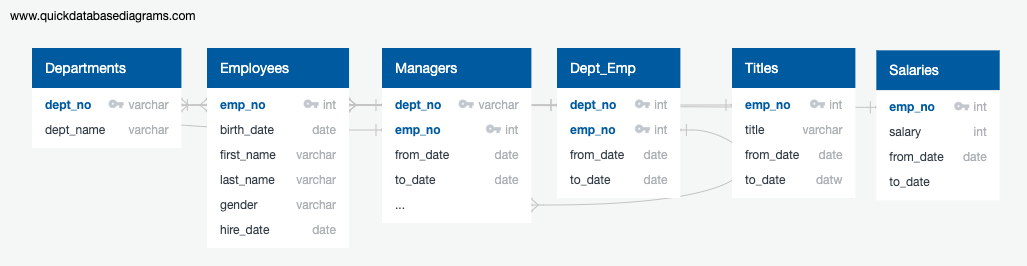 www.quickdatabasediagrams.com
Departments
dept_no varchar
dept_name varchar
Employees
emp_no int
birth_date date
first_name varchar
last_name varchar
gender varchar
hire_date date
Managers
dept_no varchar
emp_no int
from_date date
to_date date
...
Dept_Emp
dept_no int
emp_no int
from_date date
to_date date
Titles
emp_no int
title varchar
from_date date
to_date datw
Salaries
emp_no int
salary int
from_date date
to_date